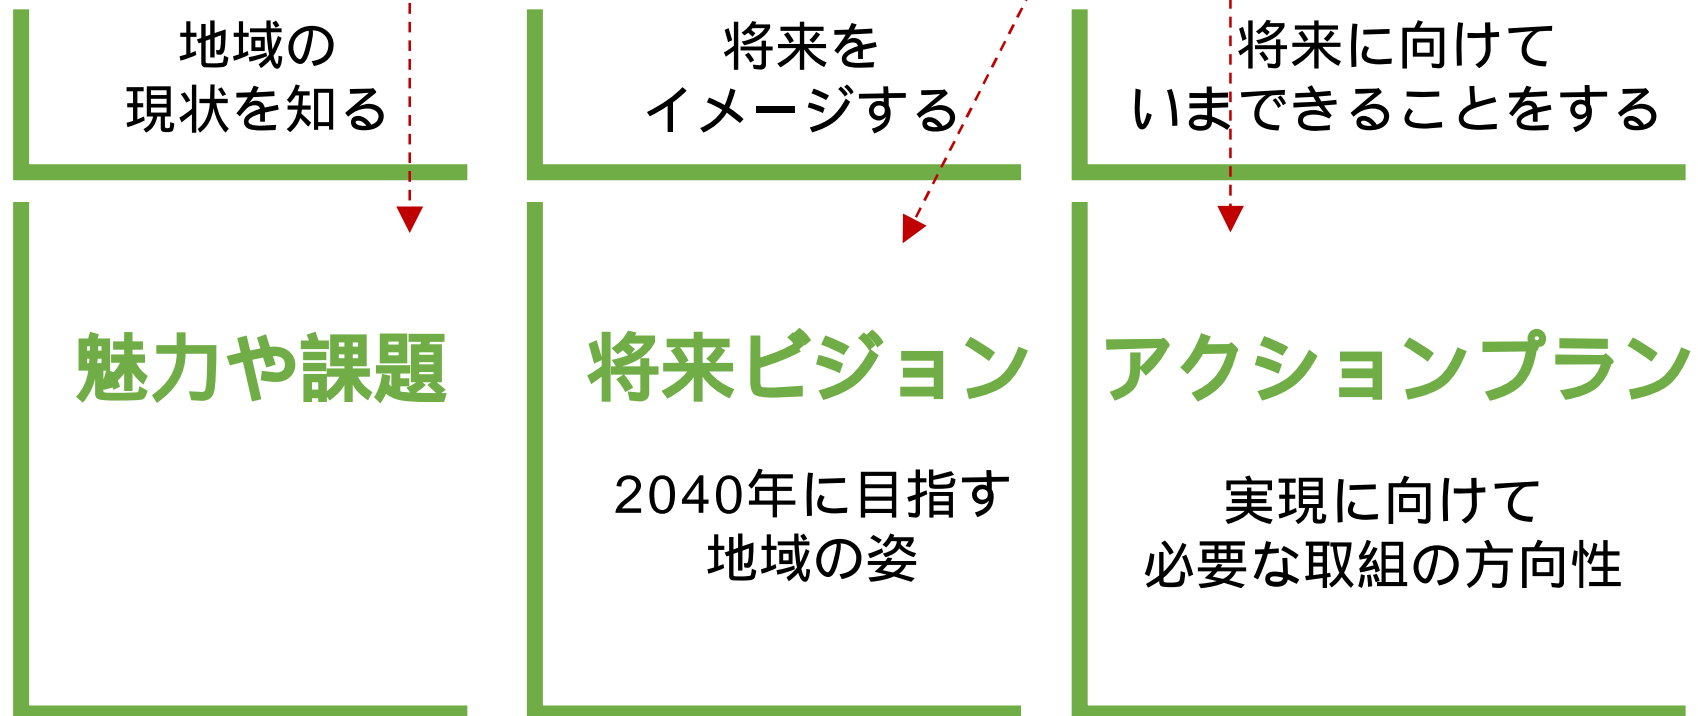 地域の
現状を知る
将来を
イメージする
将来に向けて
いまできることをする
魅力や課題
将来ビジョン
アクションプラン
2040年に目指す
地域の姿
実現に向けて
必要な取組の方向性